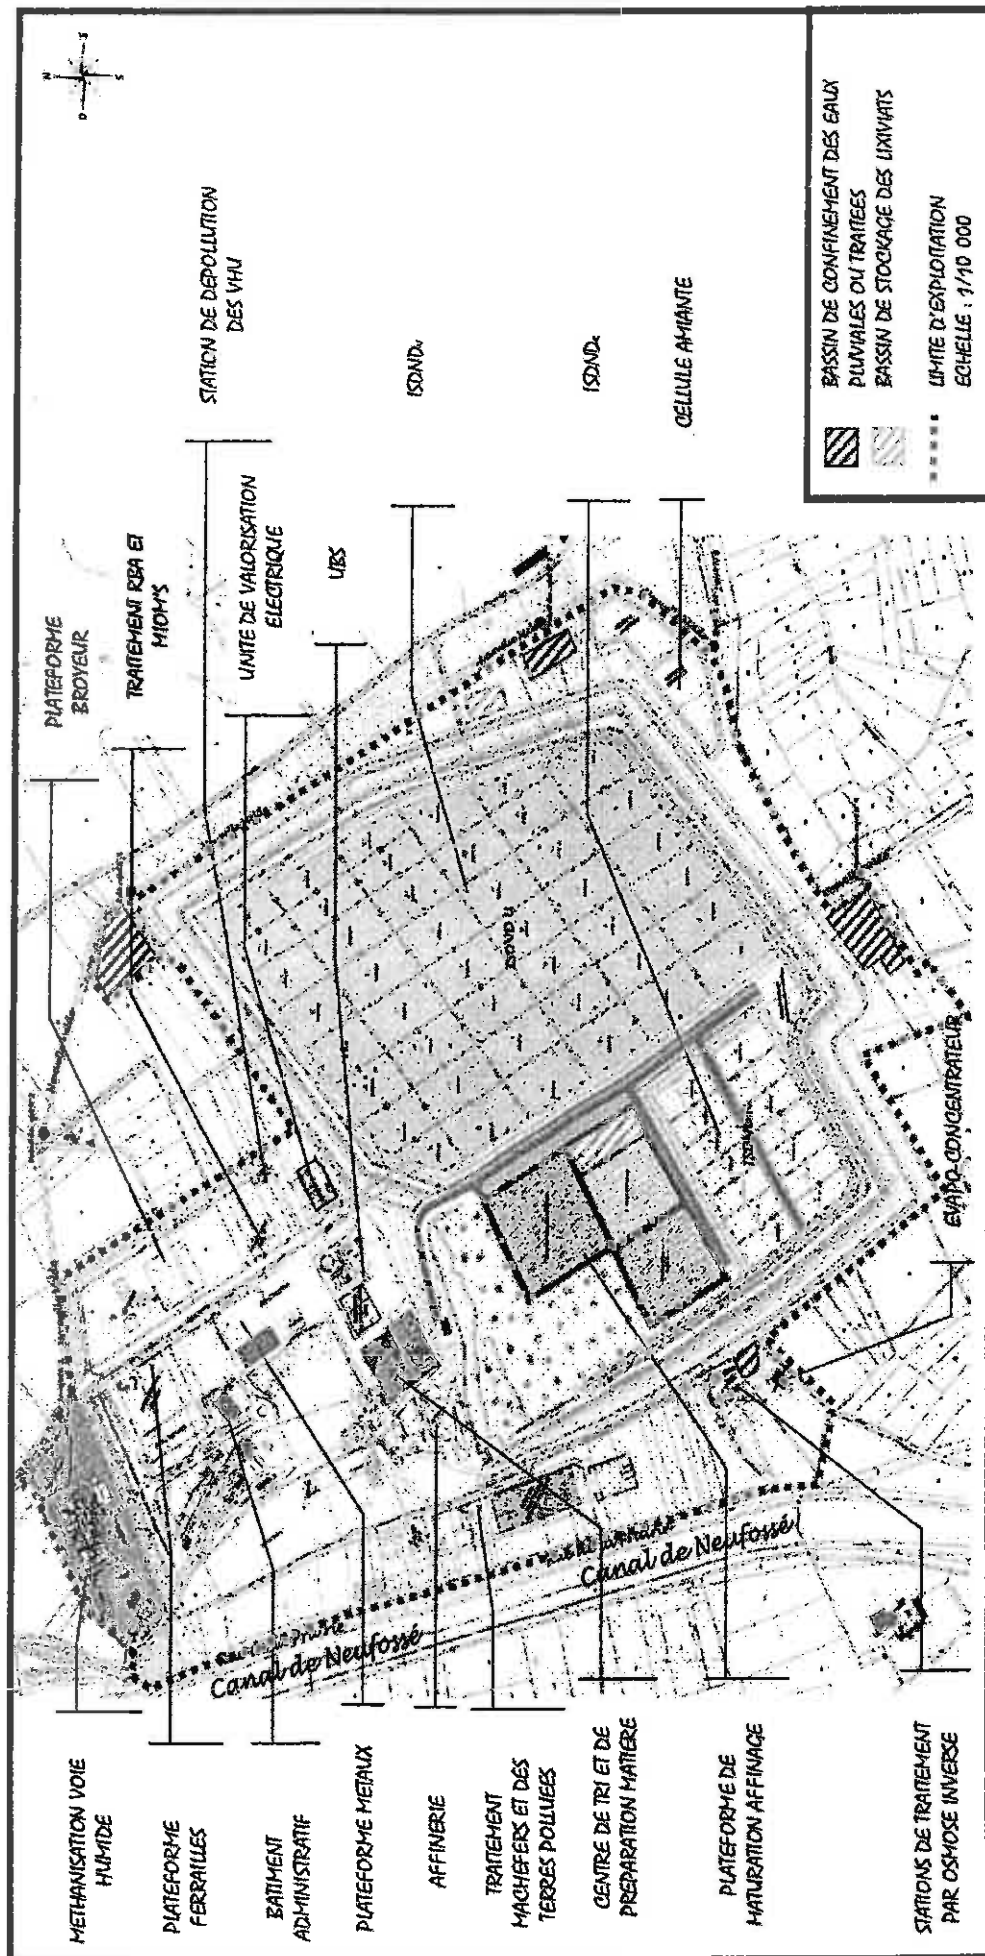 N
S
O
PLATEFORME
BROYEUR
TRAITEMENT RBA ET
MIOM'S
STATION DE DEPOLLUTION
DES VHU
UNITE DE VALORISATION
ELECTRIQUE
UBS
ISDND
ISDND
CELLULE AMIANTE
BASSIN DE CONFINEMENT DES EAUX
PLUVIALES OU TRAITEES
BASSIN DE STOCKAGE DES LIXIVIATS
LIMITE D'EXPLOITATION
ECHELLE : 1/10 000
EVAPO-CONCENTRATEUR
Canal de Neufossé
Canal de Neufossé
METHANISATION VOIE
HUMIDE
PLATEFORME
FERRAILLES
BATIMENT
ADMINISTRATIF
PLATEFORME METAUX
AFFINERIE
TRAITEMENT
MACHEFERS ET DES
TERRES POLLUEES
CENTRE DE TRI ET DE
PREPARATION MATIERE
PLATEFORME DE
MATURATION AFFINAGE
STATIONS DE TRAITEMENT
PAR OSMOSE INVERSE